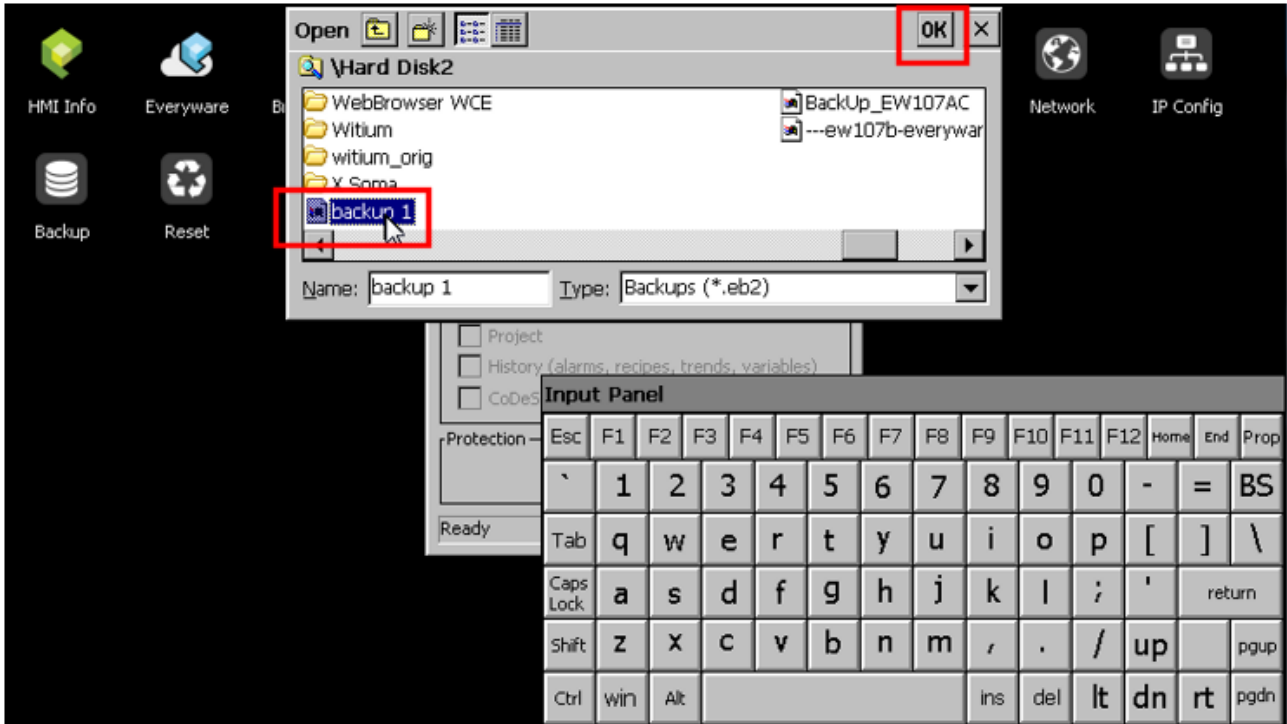 Open OK ×
\Hard Disk2
WebBrowser WCE
Witium
witium_orig
X Soma
backup 1
BackUp_EW107AC
---ew107b-everywar
Name: backup 1 Type: Backups (*.eb2)
HMI Info
Everyware
Network
IP Config
Backup
Reset
Project
History (alarms, recipes, trends, variables)
CoDeS
Protection
Ready
Input Panel
Esc F1 F2 F3 F4 F5 F6 F7 F8 F9 F10 F11 F12 Home End Prop
` 1 2 3 4 5 6 7 8 9 0 - = BS
Tab q w e r t y u i o p [ ] \
Caps Lock a s d f g h j k l ; ' return
Shift z x c v b n m , . / up pgup
Ctrl win Alt ins del lt dn rt pgdn